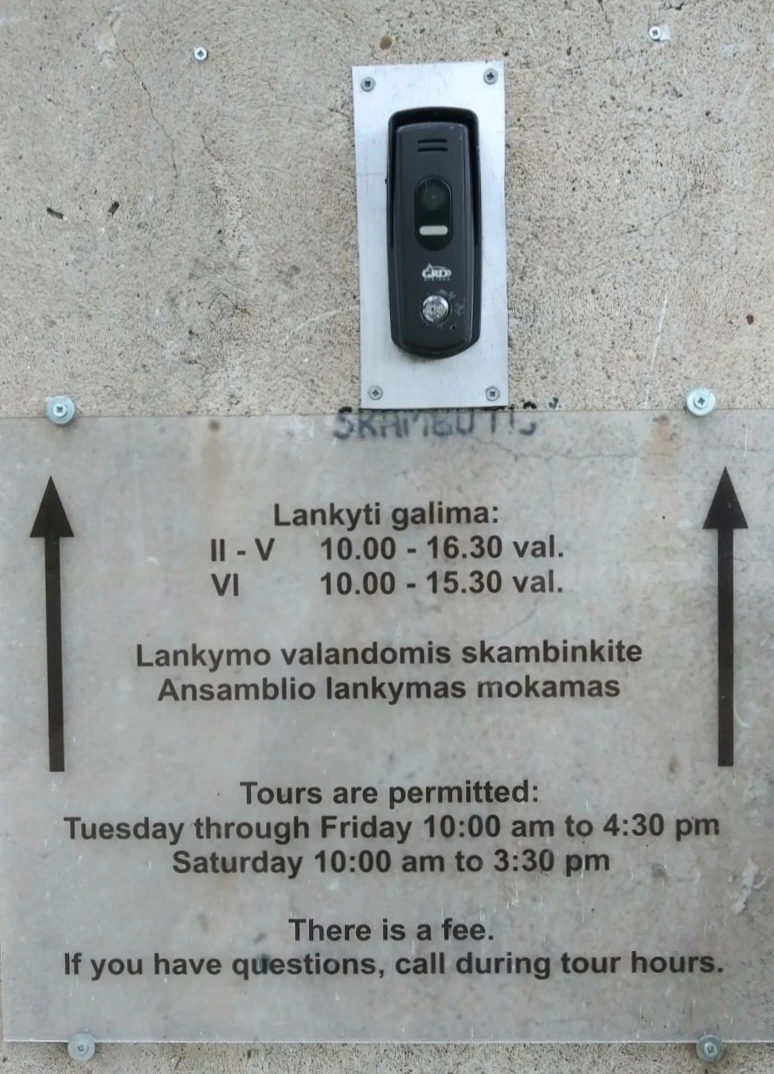 GRD
SKAMBUTIS
Lankyti galima:
II - V 10.00 - 16.30 val.
VI 10.00 - 15.30 val.
Lankymo valandomis skambinkite
Ansamblio lankymas mokamas
Tours are permitted:
Tuesday through Friday 10:00 am to 4:30 pm
Saturday 10:00 am to 3:30 pm
There is a fee.
If you have questions, call during tour hours.